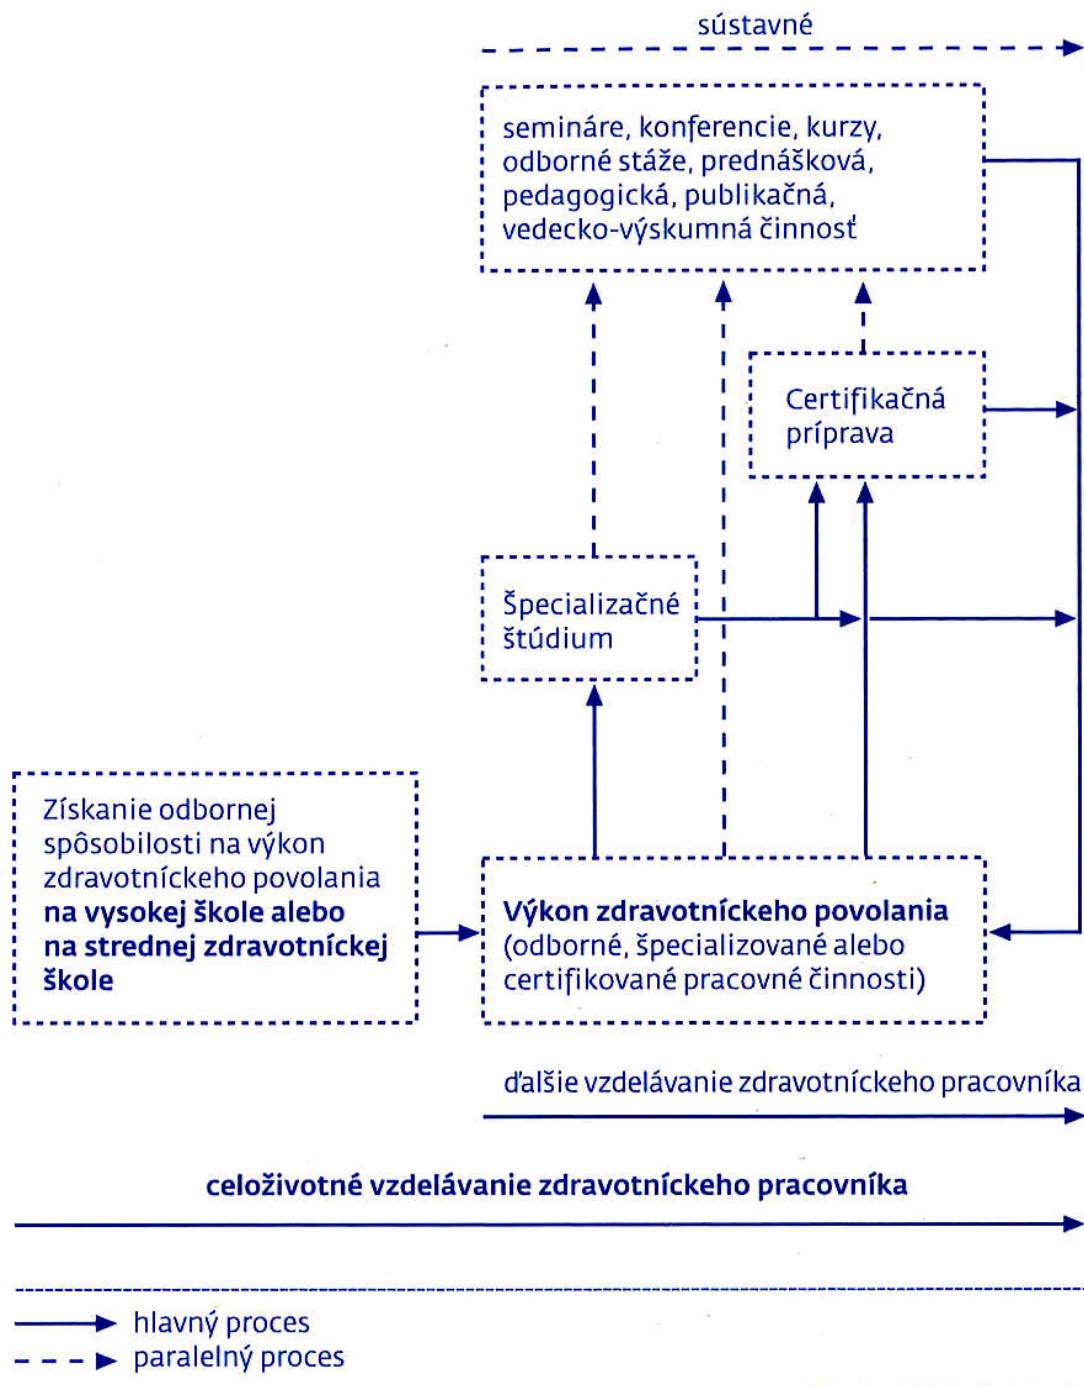 sústavné
semináre, konferencie, kurzy,
odborné stáže, prednášková,
pedagogická, publikačná,
vedecko-výskumná činnosť
Certifikačná
príprava
Špecializačné
štúdium
Získanie odbornej
spôsobilosti na výkon
zdravotníckeho povolania
na vysokej škole alebo
na strednej zdravotníckej
škole
Výkon zdravotníckeho povolania
(odborné, špecializované alebo
certifikované pracovné činnosti)
ďalšie vzdelávanie zdravotníckeho pracovníka
celoživotné vzdelávanie zdravotníckeho pracovníka
hlavný proces
paralelný proces